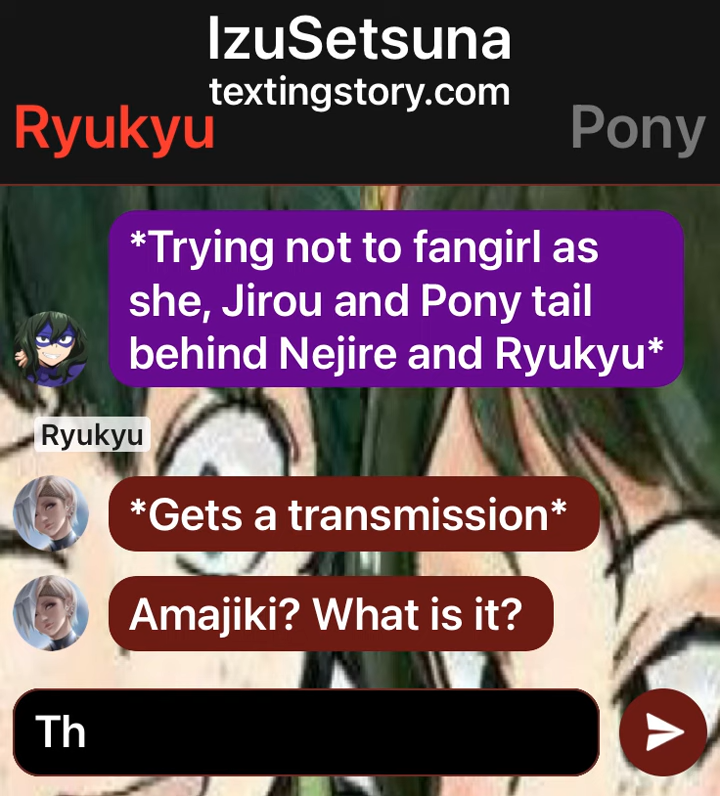 IzuSetsuna
textingstory.com
Ryukyu
Pony
*Trying not to fangirl as
she, Jirou and Pony tail
behind Nejire and Ryukyu*
Ryukyu
*Gets a transmission*
Amajiki? What is it?
Th